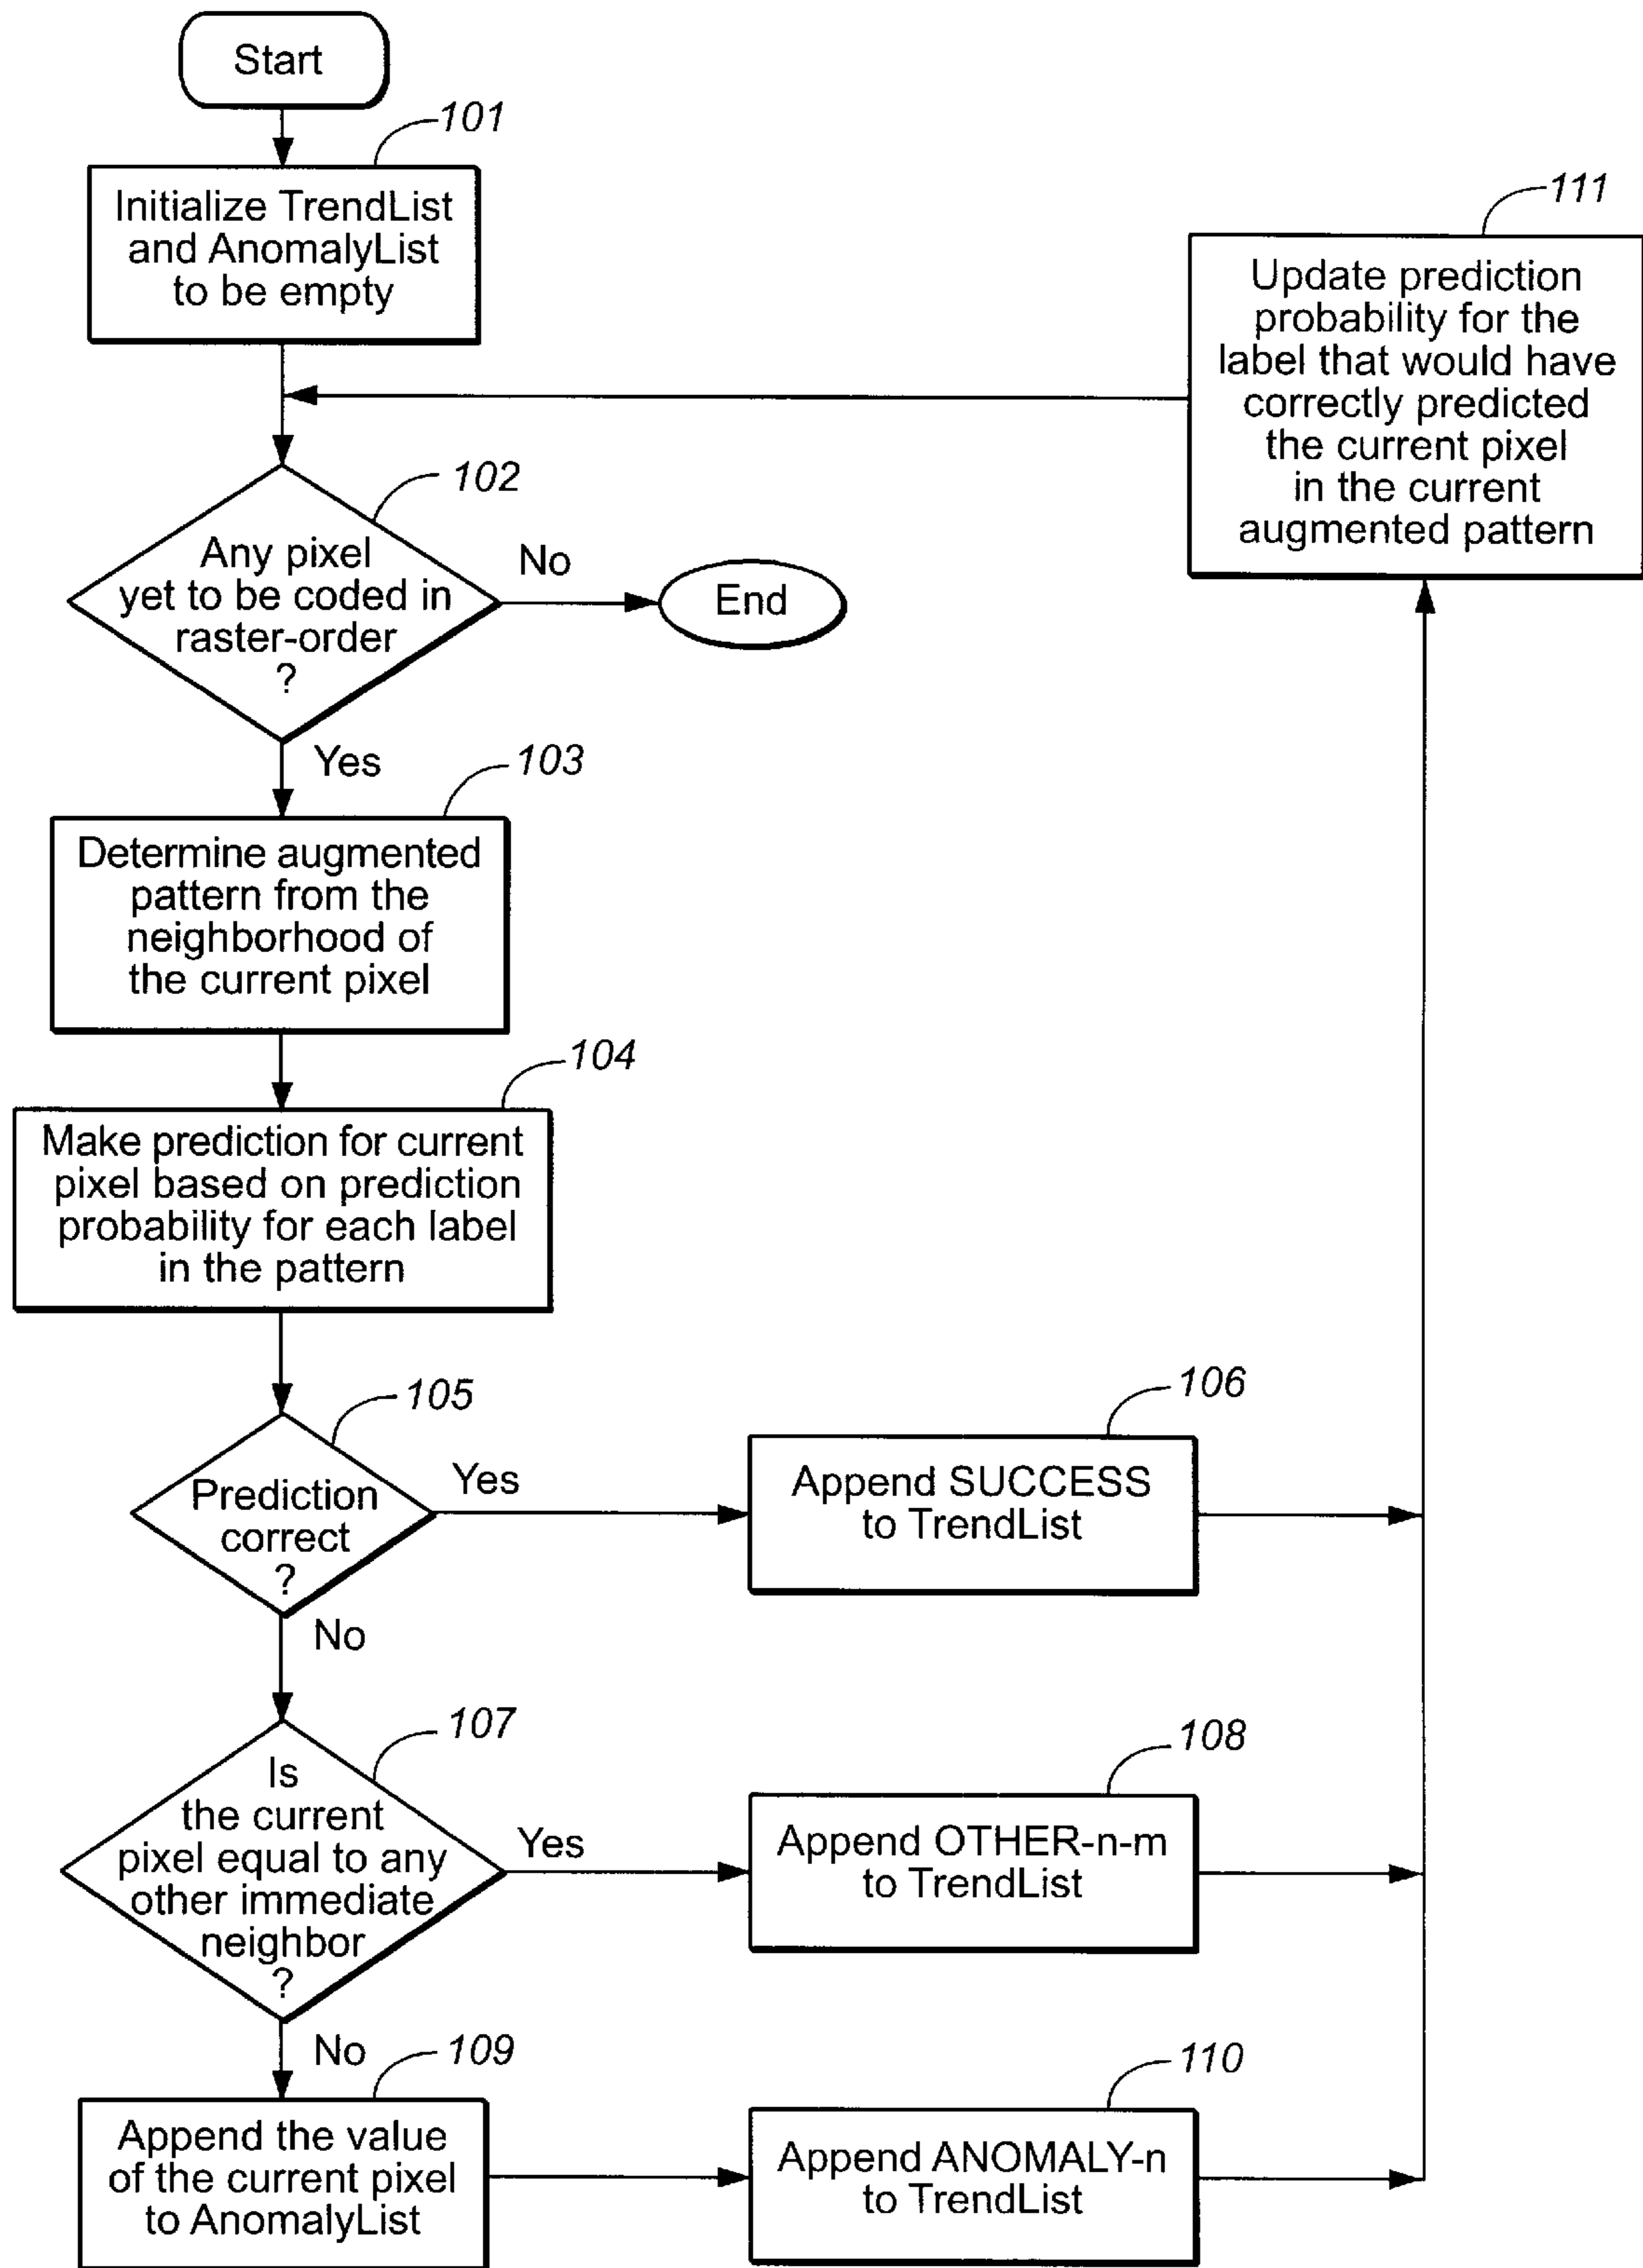 Start
101
Initialize TrendList
and AnomalyList
to be empty
111
Update prediction
probability for the
label that would have
correctly predicted
the current pixel
in the current
augmented pattern
102
Any pixel
yet to be coded in
raster-order
?
No
End
Yes
103
Determine augmented
pattern from the
neighborhood of
the current pixel
104
Make prediction for current
pixel based on prediction
probability for each label
in the pattern
105
Prediction
correct
?
Yes
106
Append SUCCESS
to TrendList
No
107
Is
the current
pixel equal to any
other immediate
neighbor
?
Yes
108
Append OTHER-n-m
to TrendList
No
109
Append the value
of the current pixel
to AnomalyList
110
Append ANOMALY-n
to TrendList